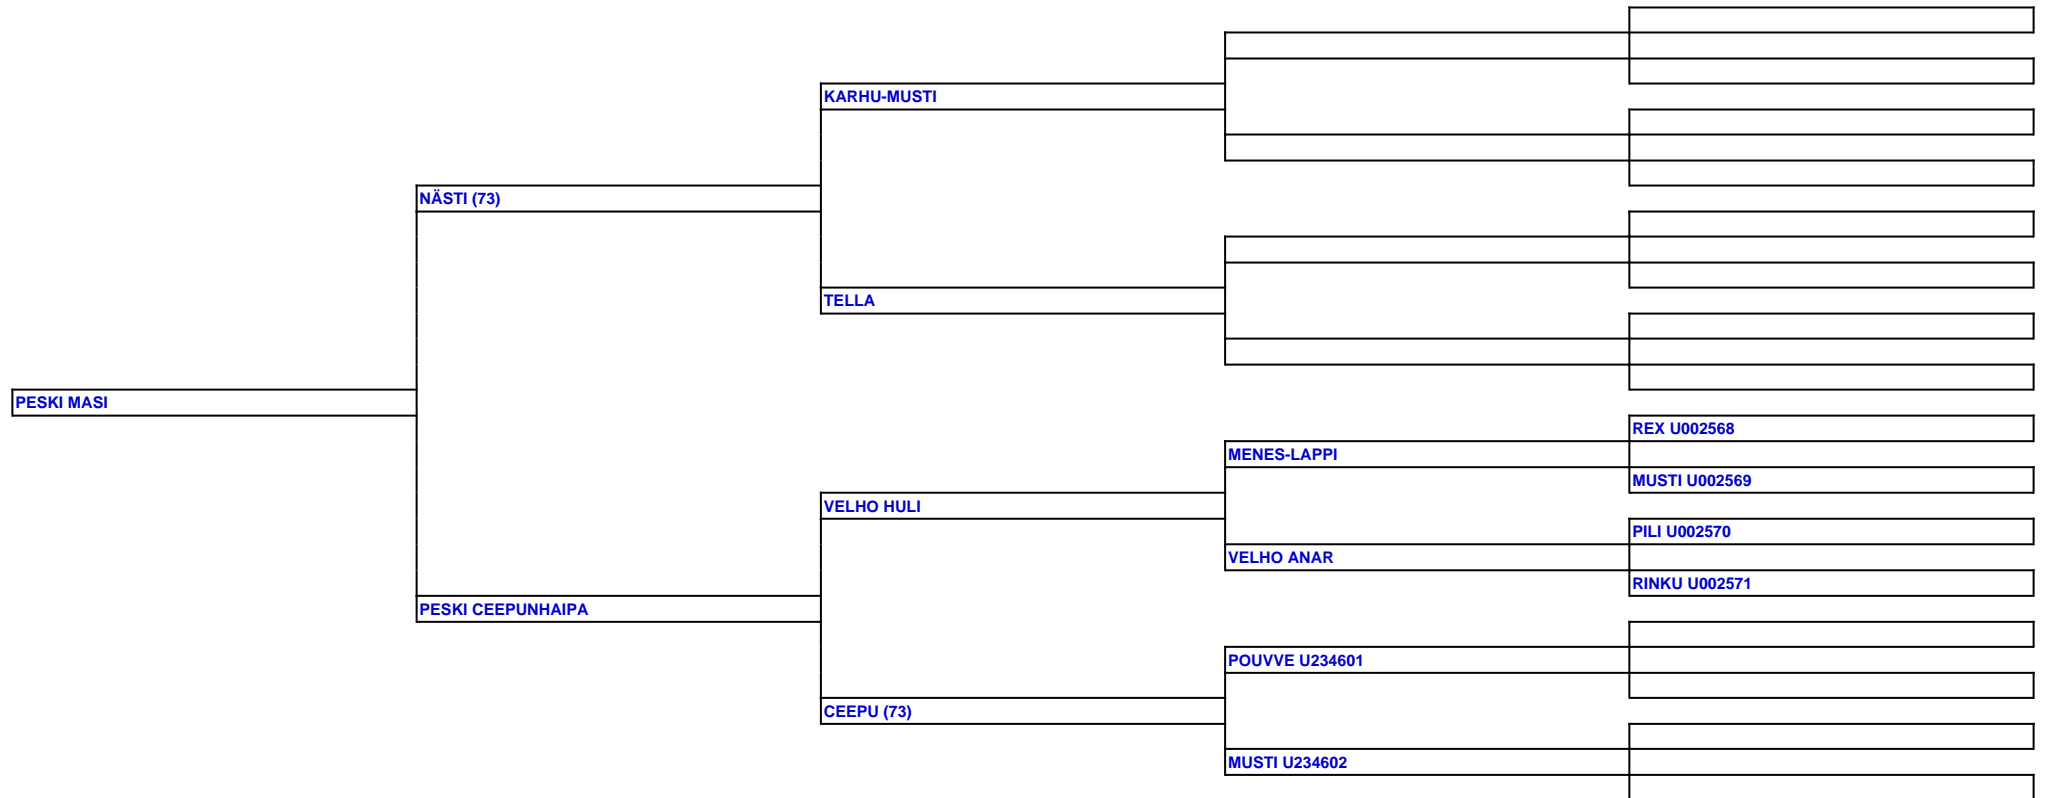 KARHU-MUSTI
NÄSTI (73)
TELLA
PESKI MASI
REX U002568
MENES-LAPPI
MUSTI U002569
VELHO HULI
PILI U002570
VELHO ANAR
RINKU U002571
PESKI CEEPUNHAIPA
POUVVE U234601
CEEPU (73)
MUSTI U234602